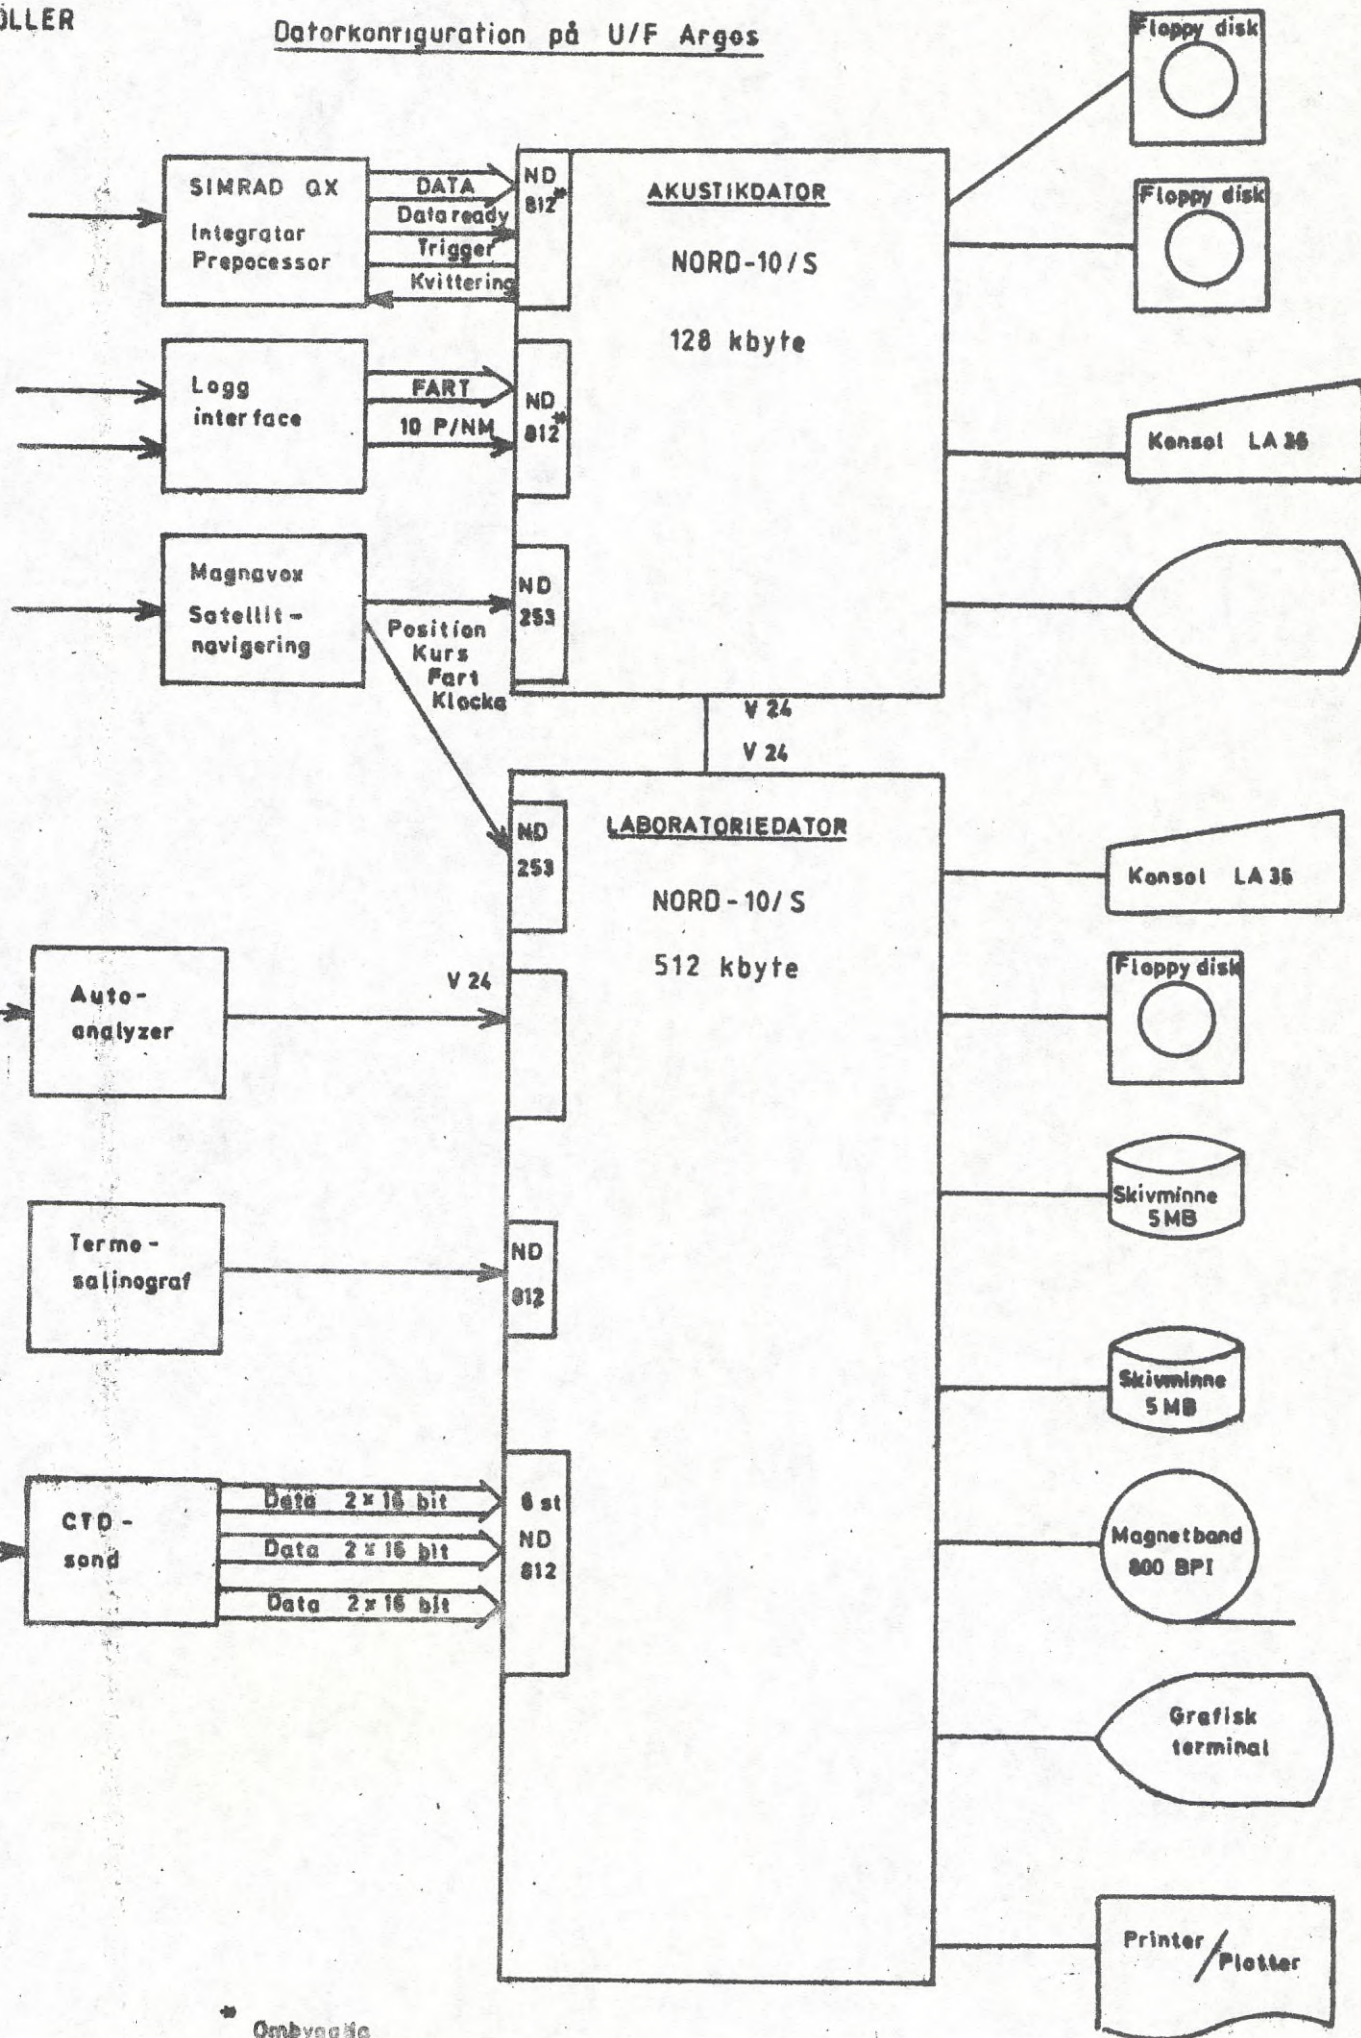 ÖLLER
Datorkonfiguration på U/F Argos
Floppy disk
Floppy disk
SIMRAD QX
Integrator
Prepocessor
DATA
Data ready
Trigger
Kvittering
ND
812*
AKUSTIKDATOR
NORD-10/S
128 kbyte
Logg
interface
FART
10 P/NM
ND
812*
Konsol LA 36
Magnavox
Satellit-
navigering
Position
Kurs
Fart
Klocka
ND
253
V 24
V 24
ND
253
LABORATORIEDATOR
NORD-10/S
512 kbyte
Konsol LA 36
Auto-
analyzer
V 24
Floppy disk
Skivminne
5 MB
Termo-
salinograf
ND
812
Skivminne
5 MB
CTD-
sond
Data 2 x 16 bit
Data 2 x 16 bit
Data 2 x 16 bit
6 st
ND
812
Magnetband
800 BPI
Grafisk
terminal
Printer/
Plotter
* Ombyggda